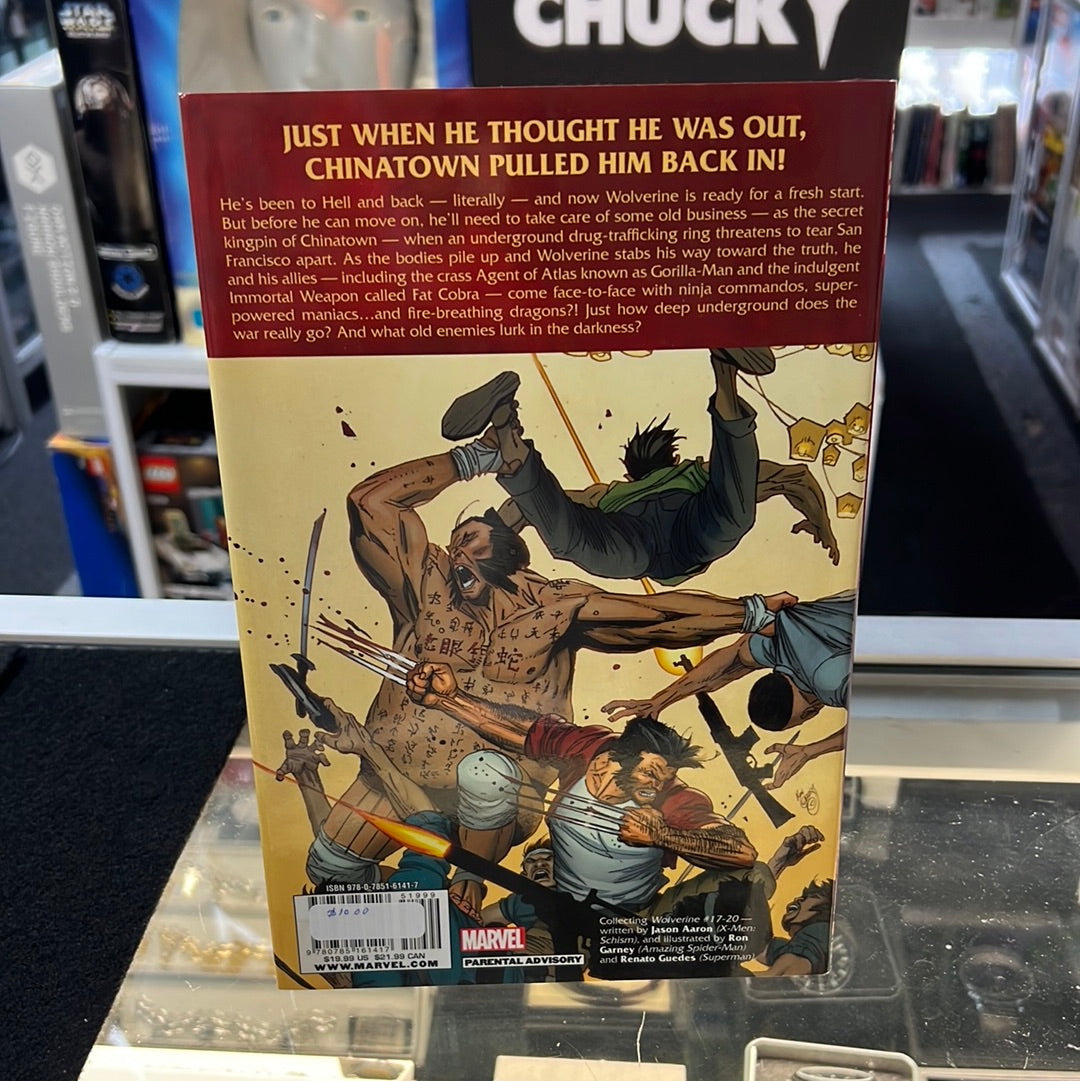 STAR WARS
CHUCKY
JUST WHEN HE THOUGHT HE WAS OUT,
CHINATOWN PULLED HIM BACK IN!
He's been to Hell and back — literally — and now Wolverine is ready for a fresh start.
But before he can move on, he'll need to take care of some old business — as the secret
kingpin of Chinatown — when an underground drug-trafficking ring threatens to tear San
Francisco apart. As the bodies pile up and Wolverine stabs his way toward the truth, he
and his allies — including the crass Agent of Atlas known as Gorilla-Man and the indulgent
Immortal Weapon called Fat Cobra — come face-to-face with ninja commandos, super-
powered maniacs...and fire-breathing dragons?! Just how deep underground does the
war really go? And what old enemies lurk in the darkness?
LEGO
眼 蛇
ISBN 978-0-7851-6141-7
51999
$10.00
9 780785 161417
$19.99 US $21.99 CAN
WWW.MARVEL.COM
MARVEL
PARENTAL ADVISORY
Collecting Wolverine #17-20 —
written by Jason Aaron (X-Men:
Schism), and illustrated by Ron
Garney (Amazing Spider-Man)
and Renato Guedes (Superman)